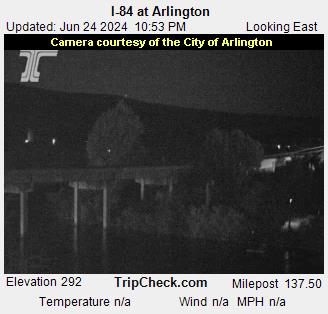 I-84 at Arlington
Updated: Jun 24 2024 10:53 PM Looking East
Camera courtesy of the City of Arlington
Elevation 292 TripCheck.com Milepost 137.50
Temperature n/a Wind n/a MPH n/a